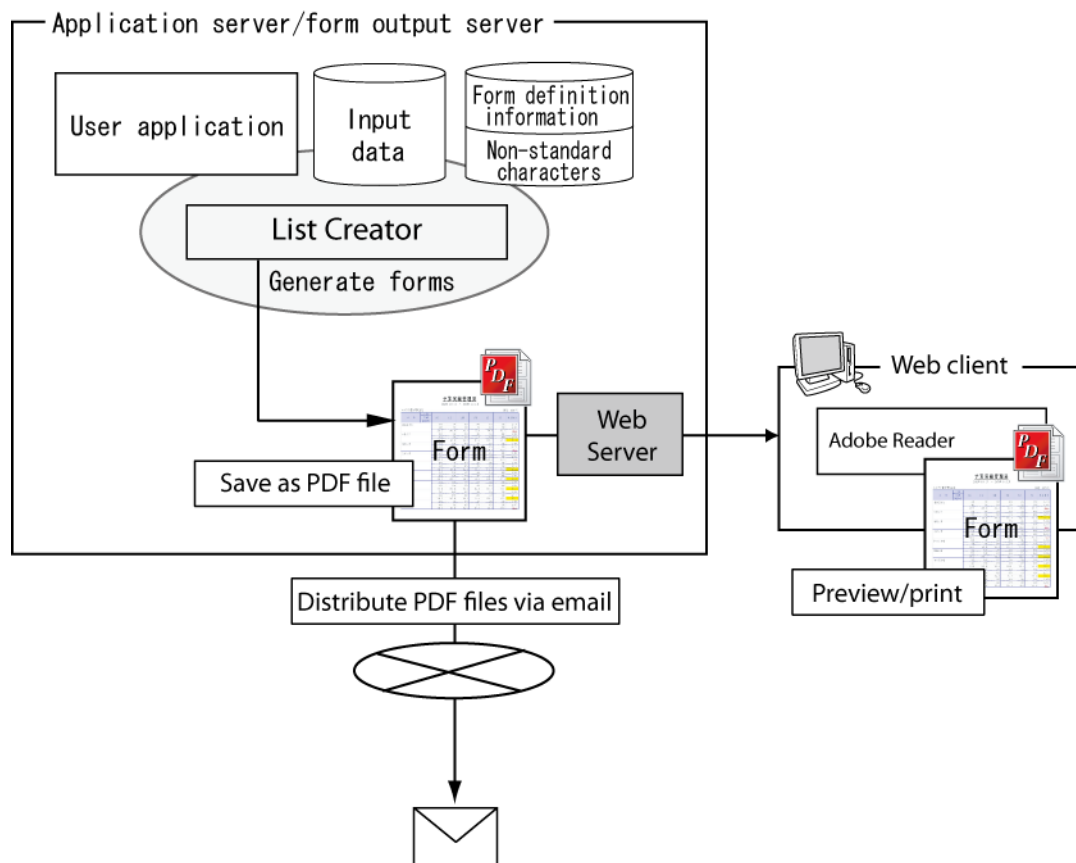 Application server/form output server
User application
Input
data
Form definition
information
Non-standard
characters
List Creator
Generate forms
PDF
Form
Save as PDF file
Web
Server
Web client
Adobe Reader
PDF
Form
Preview/print
Distribute PDF files via email